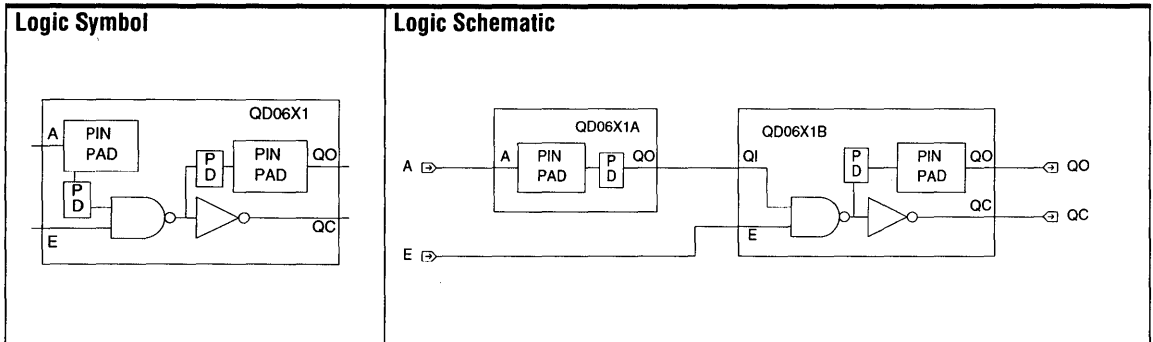 Logic Symbol
Logic Schematic
QD06X1
A
PIN
PAD
P
D
P
D
PIN
PAD
QO
E
QC
QD06X1A
A
A
PIN
PAD
P
D
QO
QD06X1B
QI
P
D
PIN
PAD
QO
QO
QC
QC
E
E